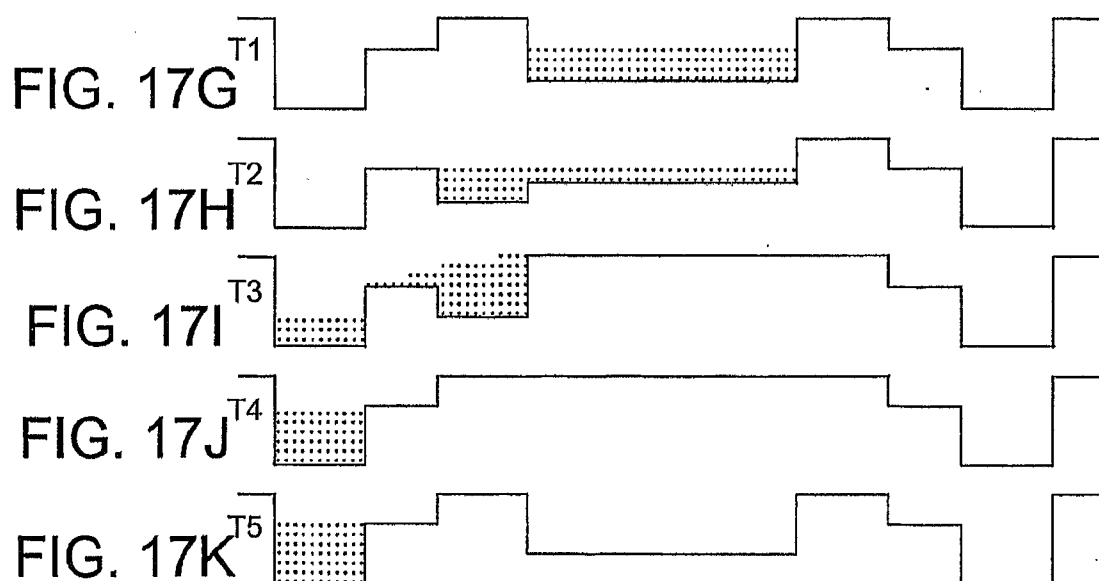 T1
FIG. 17G
T2
FIG. 17H
T3
FIG. 17I
T4
FIG. 17J
T5
FIG. 17K